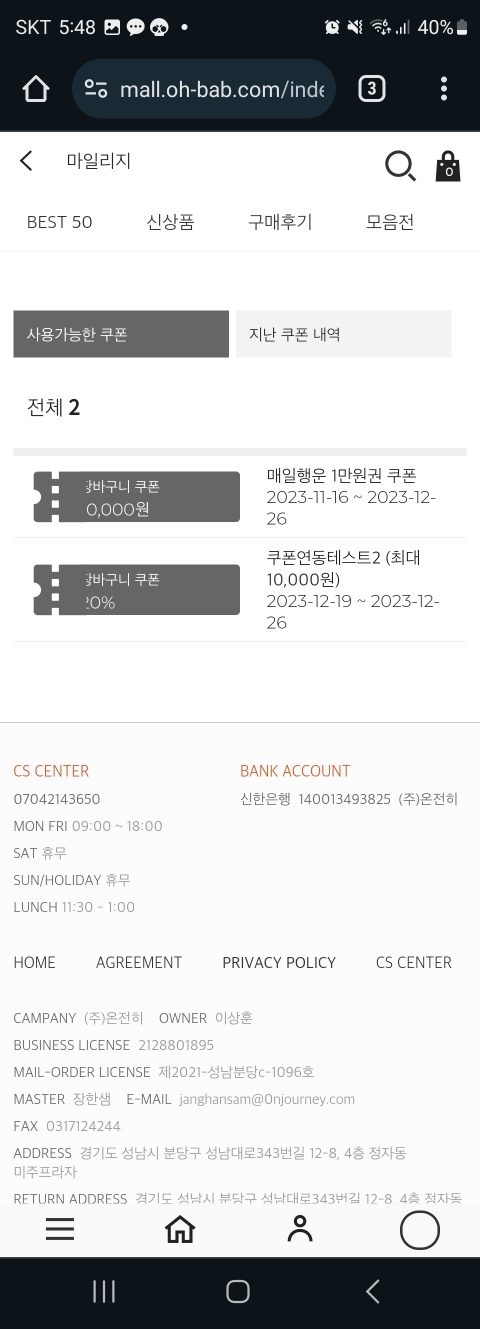 SKT 5:48
40%
mall.oh-bab.com/inde
3
마일리지
0
BEST 50 신상품 구매후기 모음전
사용가능한 쿠폰 지난 쿠폰 내역
전체 2
바구니 쿠폰
0,000원
매일행운 1만원권 쿠폰
2023-11-16 ~ 2023-12-
26
바구니 쿠폰
20%
쿠폰연동테스트2 (최대
10,000원)
2023-12-19 ~ 2023-12-
26
CS CENTER
07042143650
MON FRI 09:00 ~ 18:00
SAT 휴무
SUN/HOLIDAY 휴무
LUNCH 11:30 - 1:00
BANK ACCOUNT
신한은행 140013493825 (주)온전히
HOME AGREEMENT PRIVACY POLICY CS CENTER
CAMPANY (주)온전히 OWNER 이상훈
BUSINESS LICENSE 2128801895
MAIL-ORDER LICENSE 제2021-성남분당c-1096호
MASTER 장한샘 E-MAIL janghansam@0njourney.com
FAX 0317124244
ADDRESS 경기도 성남시 분당구 성남대로343번길 12-8, 4층 정자동
미주프라자
RETURN ADDRESS 경기도 성남시 분당구 성남대로343번길 12-8, 4층 정자동